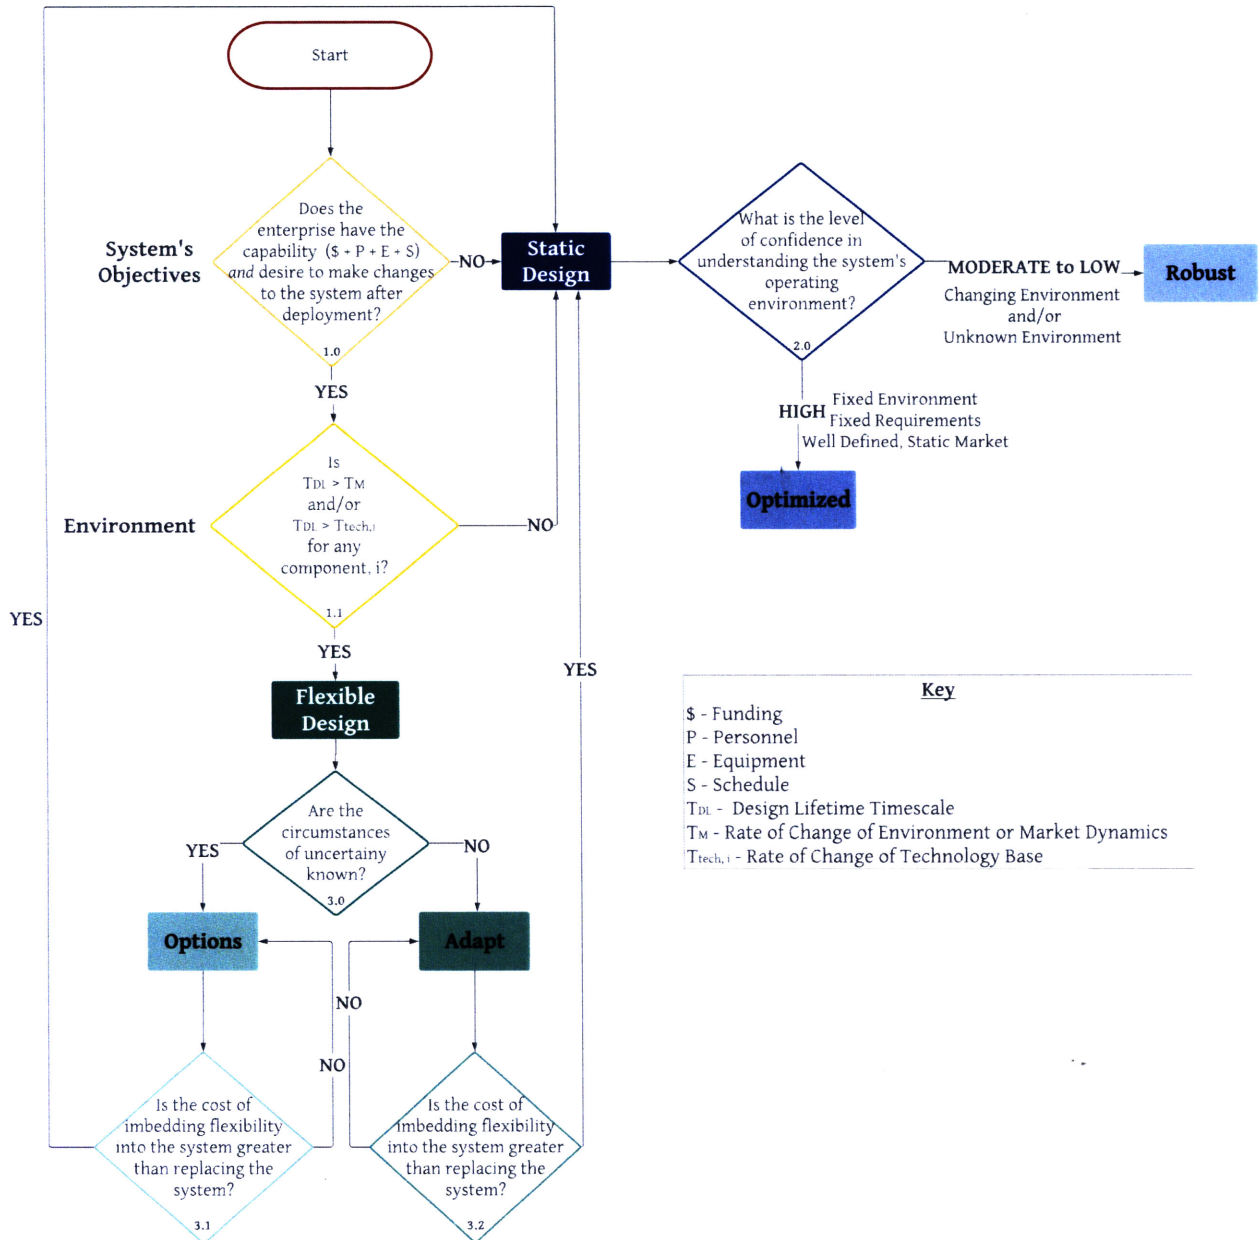 Start
Does the
enterprise have the
capability ($ + P + E + S)
and desire to make changes
to the system after
deployment?
1.0
System's
Objectives
NO
Static
Design
What is the level
of confidence in
understanding the system's
operating
environment?
2.0
MODERATE to LOW
Changing Environment
and/or
Unknown Environment
Robust
YES
HIGH
Fixed Environment
Fixed Requirements
Well Defined, Static Market
Optimized
Is
TDL > TM
and/or
TDL > Ttech,i
for any
component, i?
1.1
Environment
NO
YES
YES
YES
Flexible
Design
Key
$ - Funding
P - Personnel
E - Equipment
S - Schedule
TDL - Design Lifetime Timescale
TM - Rate of Change of Environment or Market Dynamics
Ttech, i - Rate of Change of Technology Base
Are the
circumstances
of uncertainy
known?
3.0
YES
NO
Options
Adapt
NO
NO
Is the cost of
imbedding flexibility
into the system greater
than replacing the
system?
3.1
Is the cost of
imbedding flexibility
into the system greater
than replacing the
system?
3.2